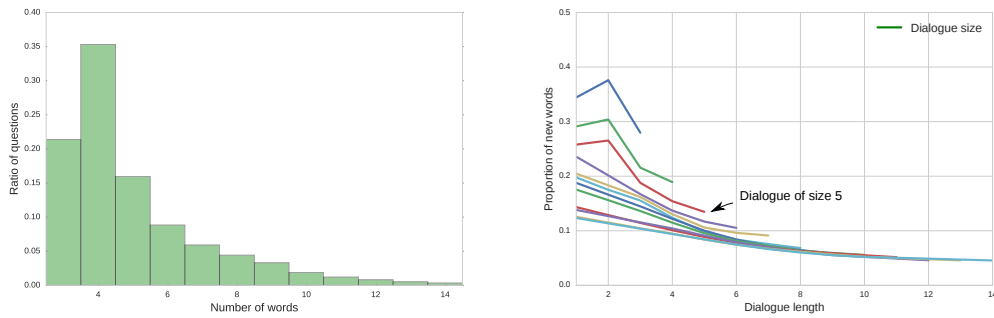 0.40
0.35
0.30
0.25
0.20
0.15
0.10
0.05
0.00
Ratio of questions
4 6 8 10 12 14
Number of words
0.5
0.4
0.3
0.2
0.1
0.0
Proportion of new words
Dialogue size
Dialogue of size 5
2 4 6 8 10 12 14
Dialogue length